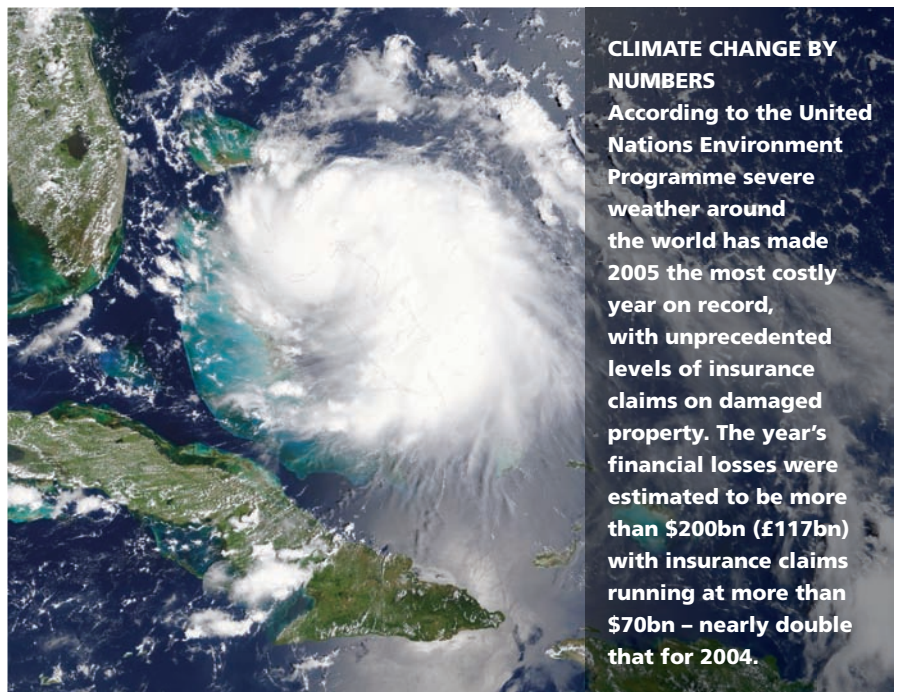 CLIMATE CHANGE BY
NUMBERS
According to the United
Nations Environment
Programme severe
weather around
the world has made
2005 the most costly
year on record,
with unprecedented
levels of insurance
claims on damaged
property. The year’s
financial losses were
estimated to be more
than $200bn (£117bn)
with insurance claims
running at more than
$70bn – nearly double
that for 2004.